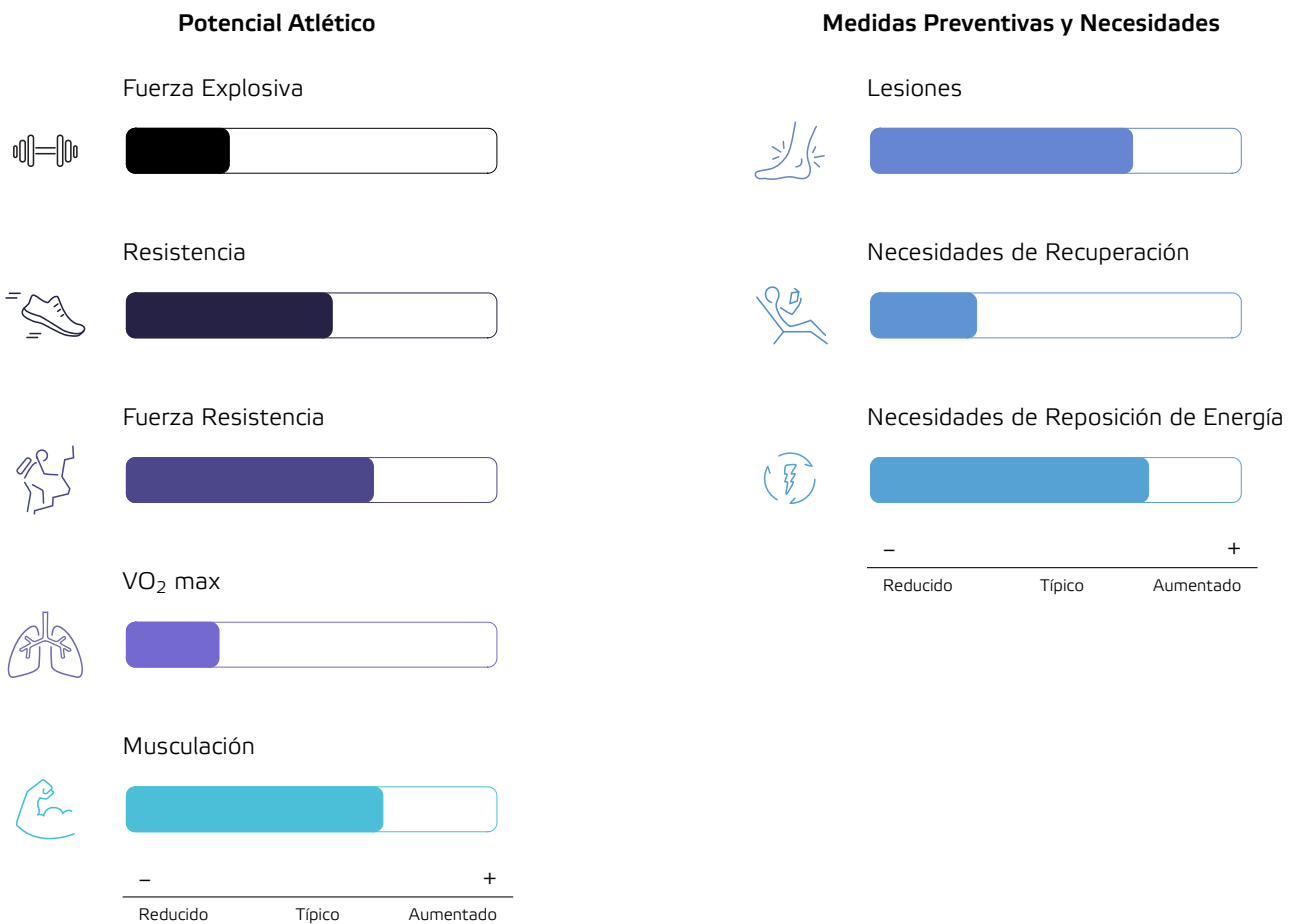 Potencial Atlético
Fuerza Explosiva
Resistencia
Fuerza Resistencia
VO₂ max
Musculación
– +
Reducido Típico Aumentado
Medidas Preventivas y Necesidades
Lesiones
Necesidades de Recuperación
Necesidades de Reposición de Energía
– +
Reducido Típico Aumentado